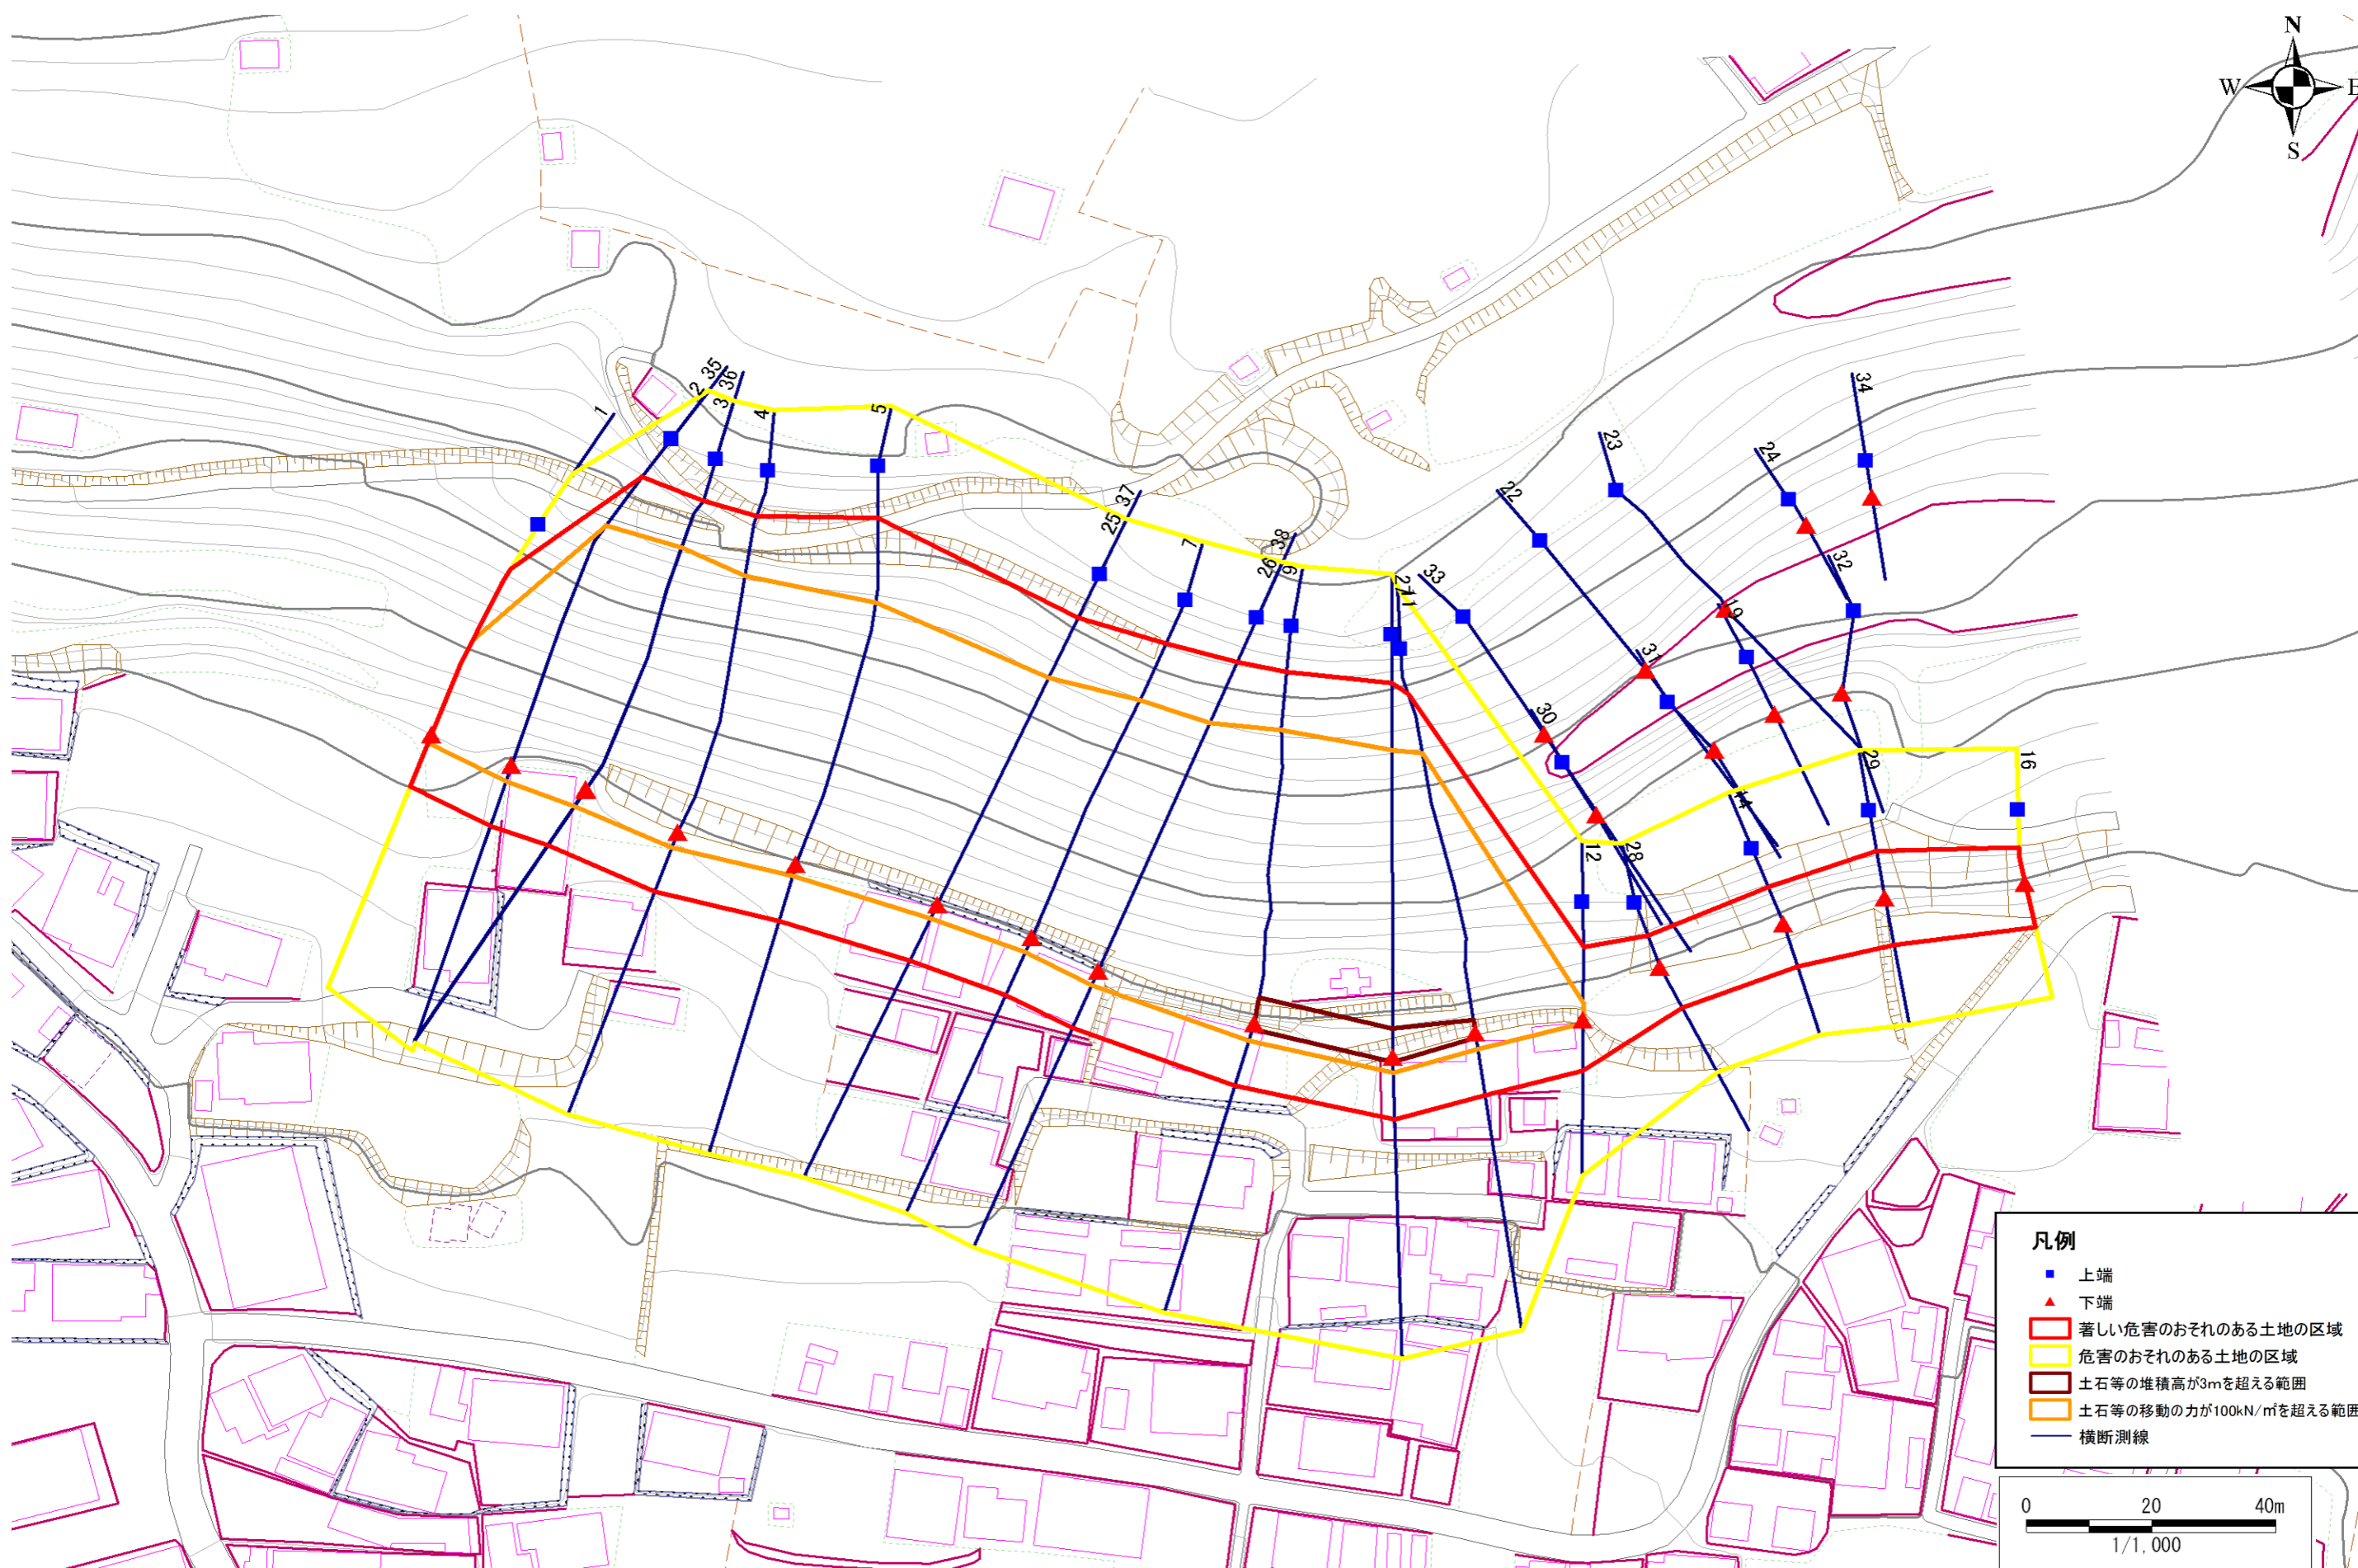 N
W E
S
35
36
2
3
1
4
5
34
23
24
37
25
22
7
38
26
9
33
27
11
32
19
31
30
29
16
14
12
28
凡例
上端
下端
著しい危害のおそれのある土地の区域
危害のおそれのある土地の区域
土石等の堆積高が3mを超える範囲
土石等の移動の力が100kN/㎡を超える範囲
横断測線
0 20 40m
1/1,000